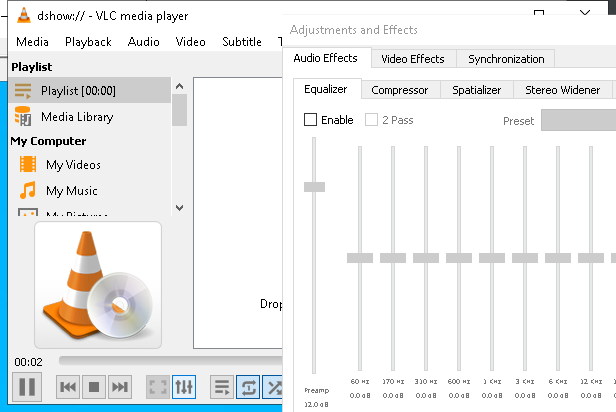 dshow:// - VLC media player
Media Playback Audio Video Subtitle T
Playlist
Playlist [00:00]
Media Library
My Computer
My Videos
My Music
My Pictures
Drop
00:02
Adjustments and Effects
Audio Effects Video Effects Synchronization
Equalizer Compressor Spatializer Stereo Widener
Enable 2 Pass Preset
60 Hz 170 Hz 310 Hz 600 Hz 1 KHz 3 KHz 6 KHz 12 KHz
Preamp 0.0 dB 0.0 dB 0.0 dB 0.0 dB 0.0 dB 0.0 dB 0.0 dB 0.0 dB
12.0 dB